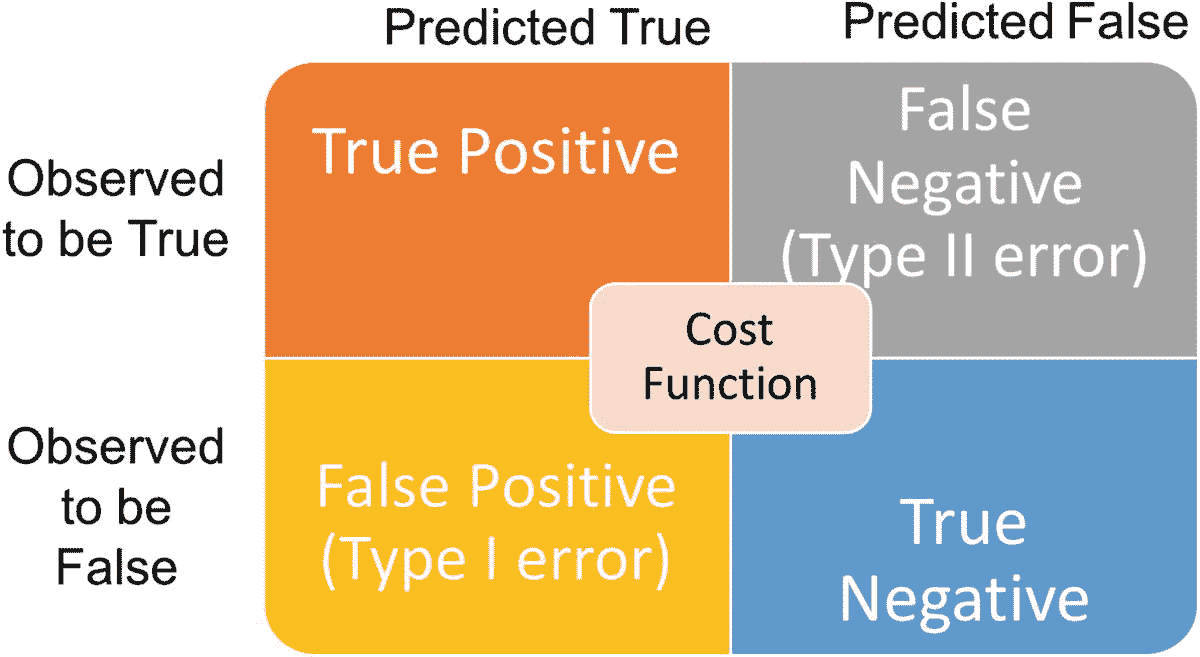 Predicted True
Predicted False
Observed
to be True
True Positive
False
Negative
(Type II error)
Cost
Function
Observed
to be
False
False Positive
(Type I error)
True
Negative